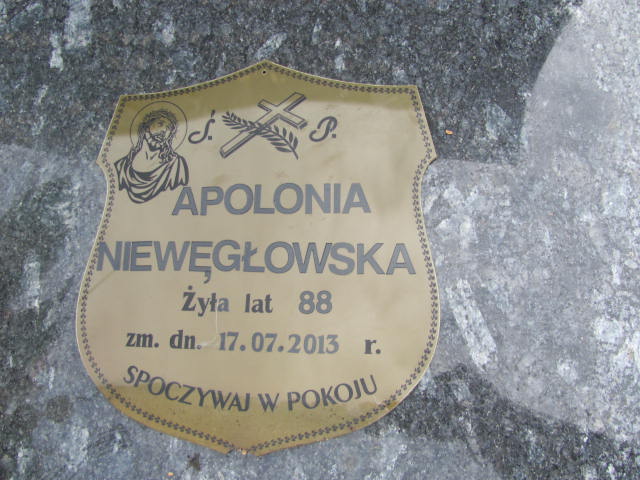 Ś. P.
APOLONIA
NIEWĘGŁOWSKA
Żyła lat 88
zm. dn. 17.07.2013 r.
SPOCZYWAJ W POKOJU